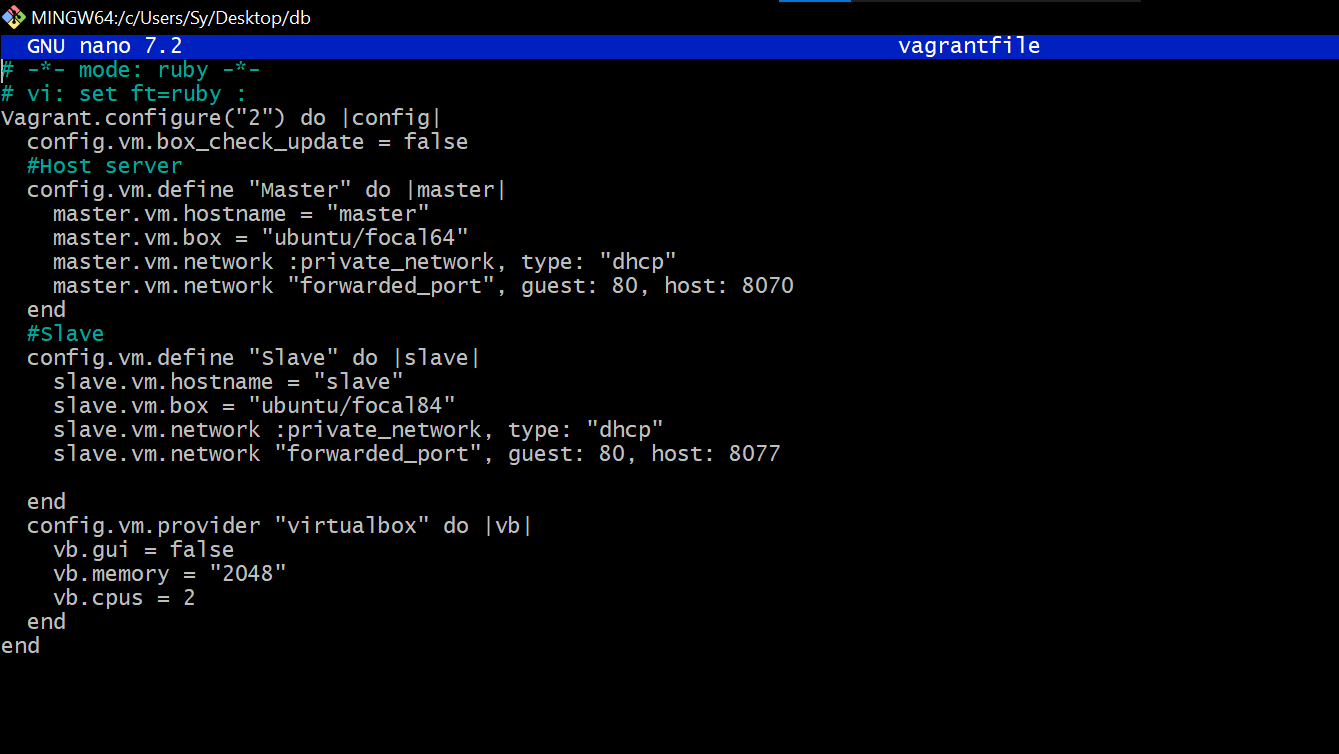 MINGW64:/c/Users/Sy/Desktop/db
GNU nano 7.2 vagrantfile
# -*- mode: ruby -*-
# vi: set ft=ruby :
Vagrant.configure("2") do |config|
  config.vm.box_check_update = false
  #Host server
  config.vm.define "Master" do |master|
    master.vm.hostname = "master"
    master.vm.box = "ubuntu/focal64"
    master.vm.network :private_network, type: "dhcp"
    master.vm.network "forwarded_port", guest: 80, host: 8070
  end
  #Slave
  config.vm.define "Slave" do |slave|
    slave.vm.hostname = "slave"
    slave.vm.box = "ubuntu/focal84"
    slave.vm.network :private_network, type: "dhcp"
    slave.vm.network "forwarded_port", guest: 80, host: 8077
  end
  config.vm.provider "virtualbox" do |vb|
    vb.gui = false
    vb.memory = "2048"
    vb.cpus = 2
  end
end